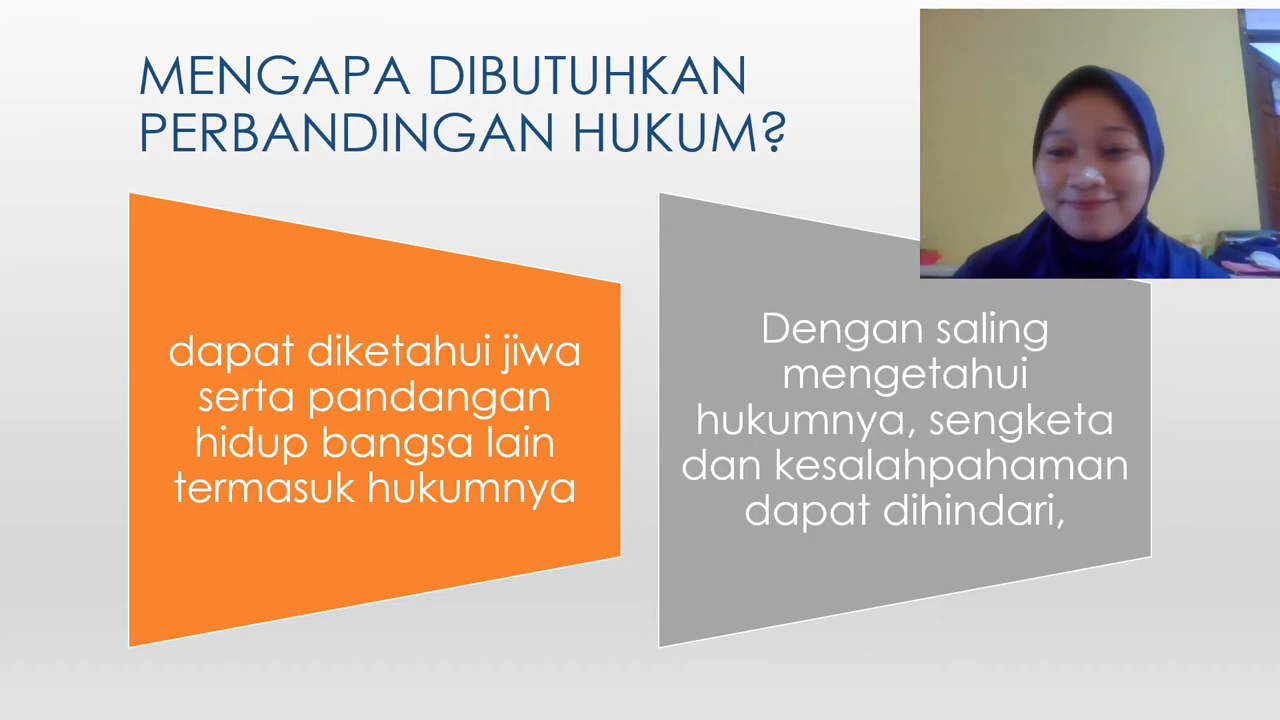 MENGAPA DIBUTUHKAN
PERBANDINGAN HUKUM?
dapat diketahui jiwa
serta pandangan
hidup bangsa lain
termasuk hukumnya
Dengan saling
mengetahui
hukumnya, sengketa
dan kesalahpahaman
dapat dihindari,